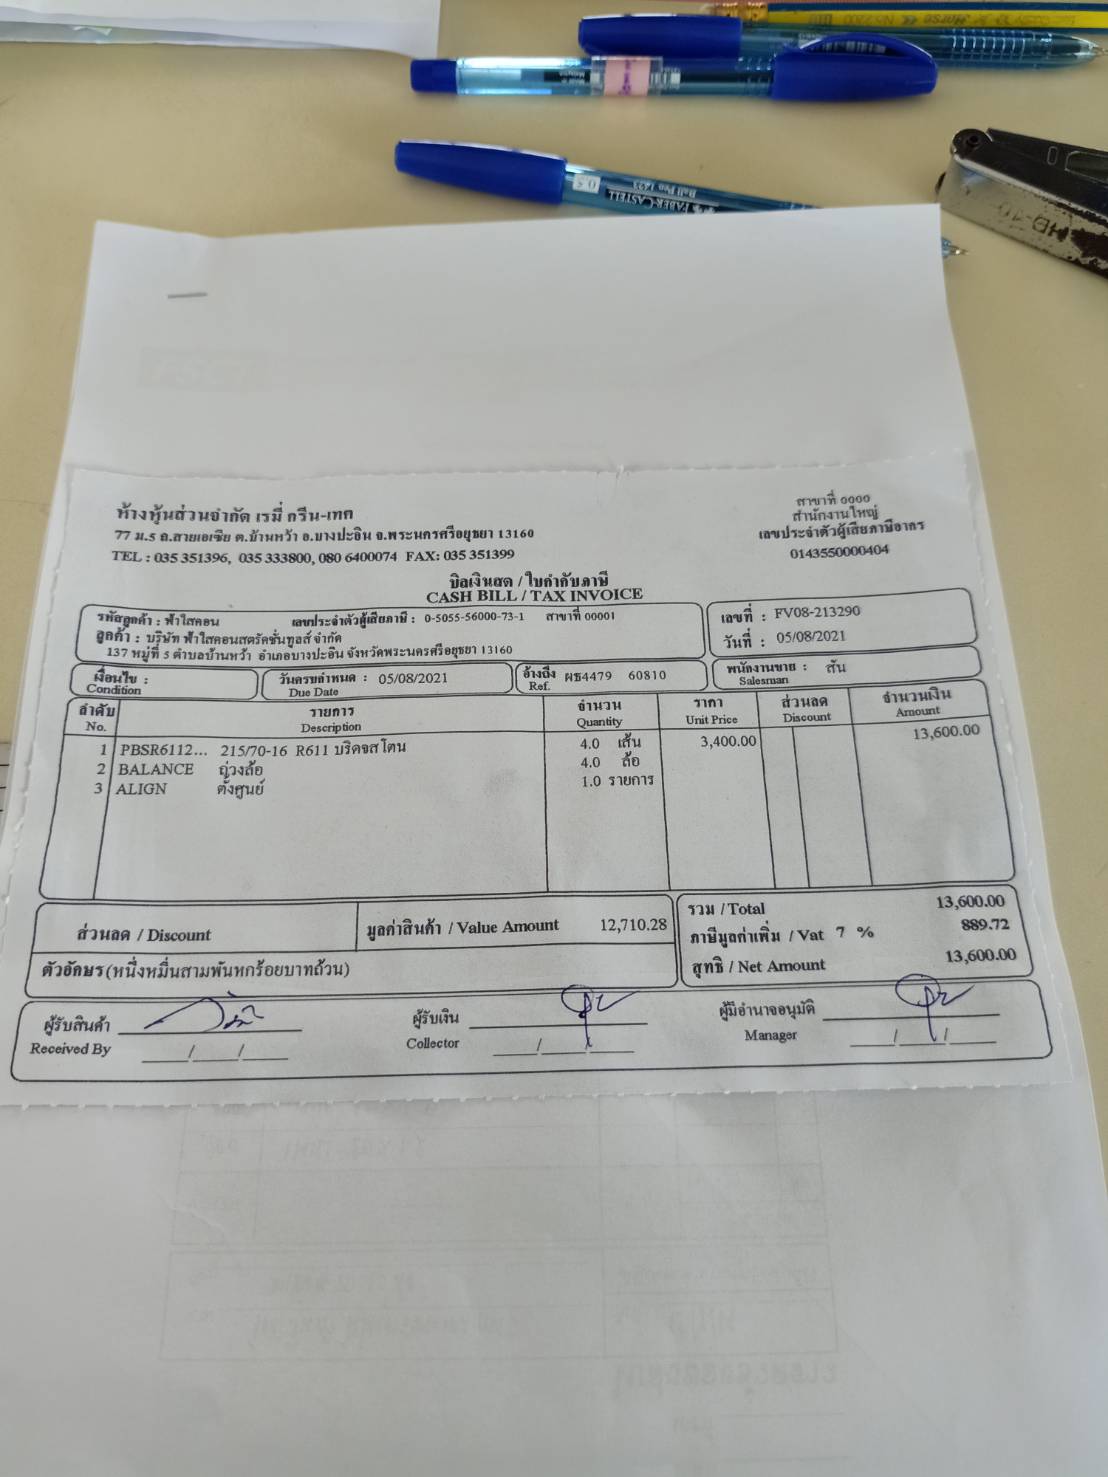 FABER-CASTELL
Ball Pen 1423
0.5
HD-10
ห้างหุ้นส่วนจำกัด เรมี่ กรีน-เทค
77 ม.5 ถ.สายเอเซีย ต.บ้านหว้า อ.บางปะอิน จ.พระนครศรีอยุธยา 13160
TEL : 035 351396, 035 333800, 080 6400074 FAX: 035 351399
สาขาที่ 0000
สำนักงานใหญ่
เลขประจำตัวผู้เสียภาษีอากร
0143550000404
บิลเงินสด / ใบกำกับภาษี
CASH BILL / TAX INVOICE
รหัสลูกค้า : ฟ้าใสคอน เลขประจำตัวผู้เสียภาษี : 0-5055-56000-73-1 สาขาที่ 00001
ลูกค้า : บริษัท ฟ้าใสคอนสตรัคชั่นทูลส์ จำกัด
137 หมู่ที่ 5 ตำบลบ้านหว้า อำเภอบางปะอิน จังหวัดพระนครศรีอยุธยา 13160
เลขที่ : FV08-213290
วันที่ : 05/08/2021
เงื่อนไข :
Condition
วันครบกำหนด : 05/08/2021
Due Date
อ้างถึง ผธ4479 60810
Ref.
พนักงานขาย : สัน
Salesman
ลำดับ รายการ จำนวน ราคา ส่วนลด จำนวนเงิน
No. Description Quantity Unit Price Discount Amount
1 PBSR6112... 215/70-16 R611 บริดจสโตน 4.0 เส้น 3,400.00 13,600.00
2 BALANCE ถ่วงล้อ 4.0 ล้อ
3 ALIGN ตั้งศูนย์ 1.0 รายการ
ส่วนลด / Discount มูลค่าสินค้า / Value Amount 12,710.28
รวม / Total 13,600.00
ภาษีมูลค่าเพิ่ม / Vat 7 % 889.72
สุทธิ / Net Amount 13,600.00
ตัวอักษร(หนึ่งหมื่นสามพันหกร้อยบาทถ้วน)
ผู้รับสินค้า ผู้รับเงิน ผู้มีอำนาจอนุมัติ
Received By Collector Manager